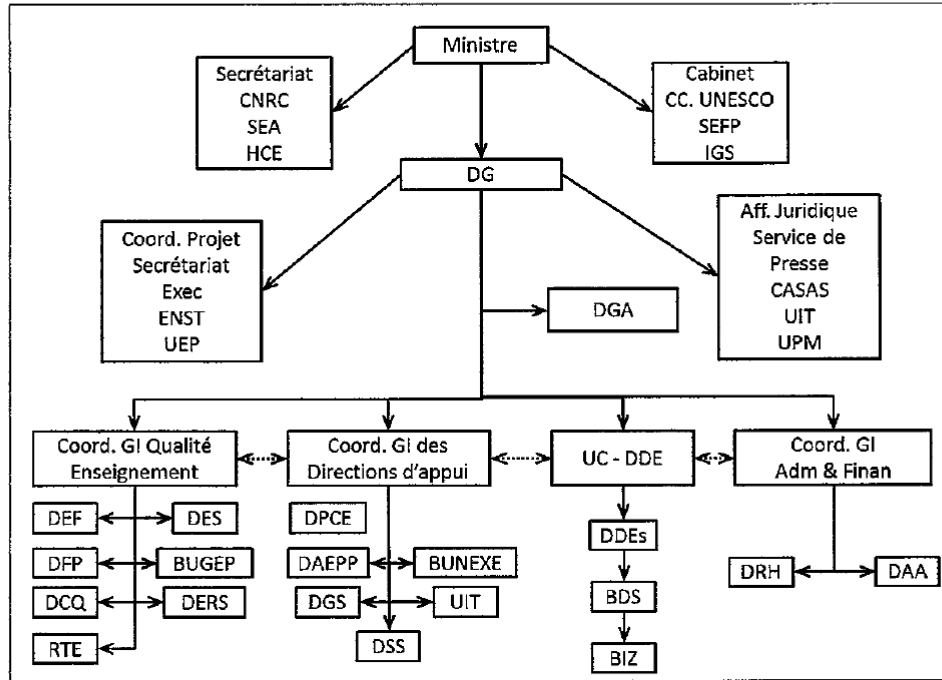 Ministre
Secrétariat
CNRC
SEA
HCE
Cabinet
CC. UNESCO
SEFP
IGS
DG
Coord. Projet
Secrétariat
Exec
ENST
UEP
Aff. Juridique
Service de
Presse
CASAS
UIT
UPM
DGA
Coord. GI Qualité
Enseignement
Coord. GI des
Directions d'appui
UC - DDE
Coord. GI
Adm & Finan
DEF
DES
DFP
BUGEP
DCQ
DERS
RTE
DPCE
DAEPP
BUNEXE
DGS
UIT
DSS
DDEs
BDS
BIZ
DRH
DAA